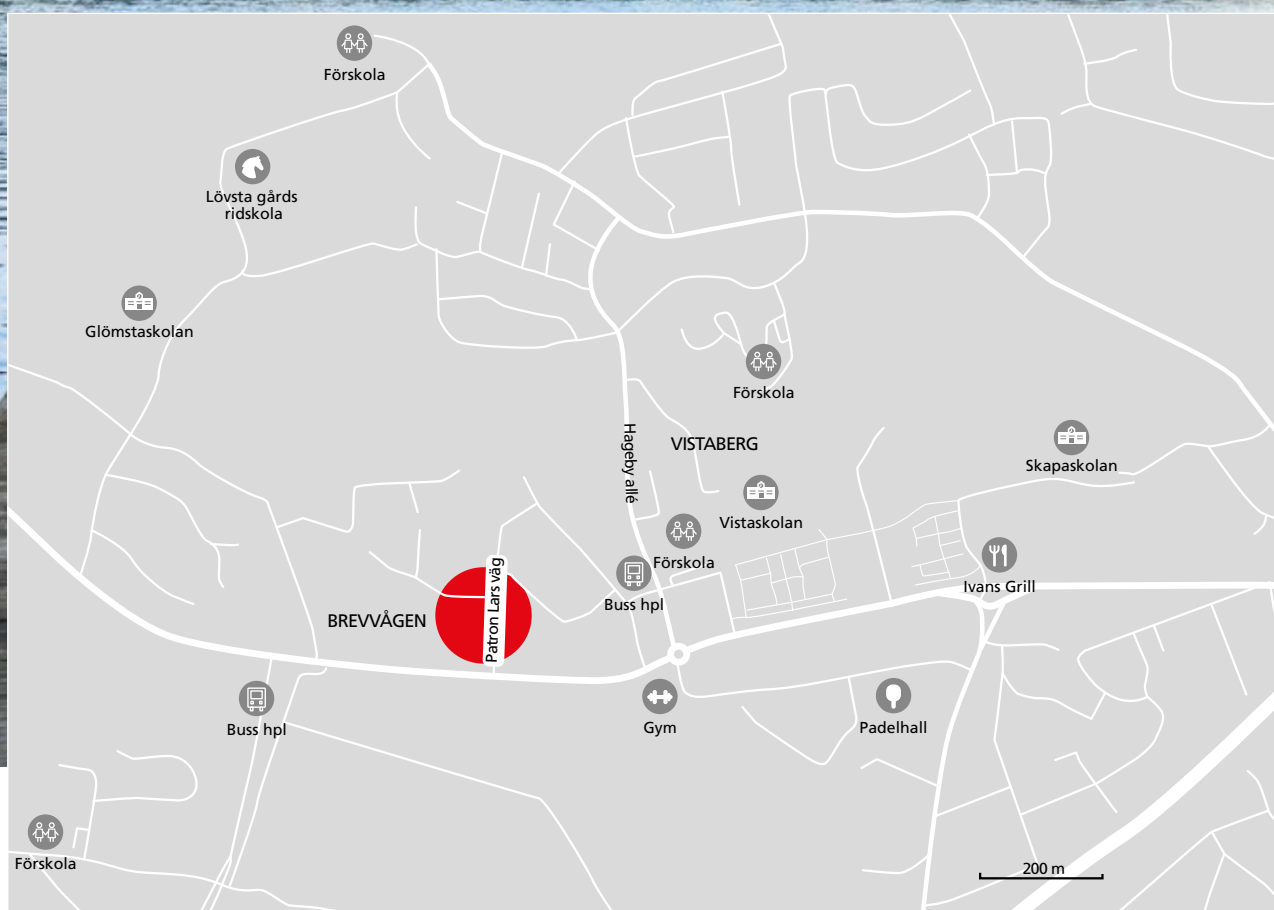 Förskola
Lövsta gårds
ridskola
Glömstaskolan
Förskola
Hageby allé
VISTABERG
Skapaskolan
Vistaskolan
Förskola
Ivans Grill
Buss hpl
Patron Lars väg
BREVVÅGEN
Buss hpl
Gym
Padelhall
Förskola
200 m